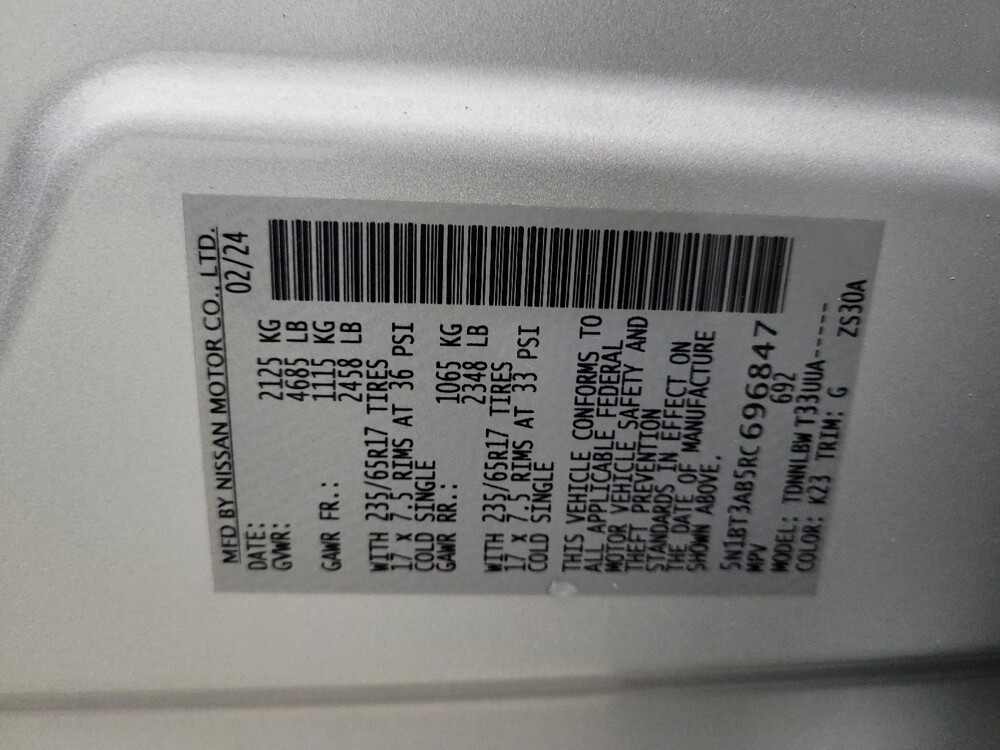 MFD BY NISSAN MOTOR CO., LTD.
DATE: 02/24
GVWR: 2125 KG
4685 LB
GAWR FR.: 1115 KG
2458 LB
WITH 235/65R17 TIRES
17 X 7.5 RIMS AT 36 PSI
COLD SINGLE
GAWR RR.: 1065 KG
2348 LB
WITH 235/65R17 TIRES
17 X 7.5 RIMS AT 33 PSI
COLD SINGLE
THIS VEHICLE CONFORMS TO
ALL APPLICABLE FEDERAL
MOTOR VEHICLE SAFETY AND
THEFT PREVENTION
STANDARDS IN EFFECT ON
THE DATE OF MANUFACTURE
SHOWN ABOVE.
5N1BT3AB5RC696847
MPV 692
MODEL: TDNNLBW T33UUA-----
COLOR: K23 TRIM: G ZS30A